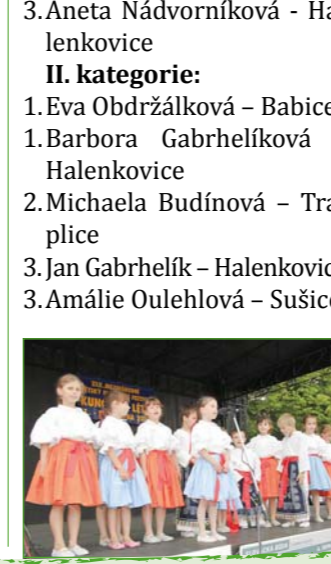 3. Aneta Nádvorníková - Ha
lenkovice
II. kategorie:
1. Eva Obdržálková – Babice
1. Barbora Gabrhelíková
Halenkovice
2. Michaela Budínová – Tra
plice
3. Jan Gabrhelík – Halenkovic
3. Amálie Oulehlová – Sušice